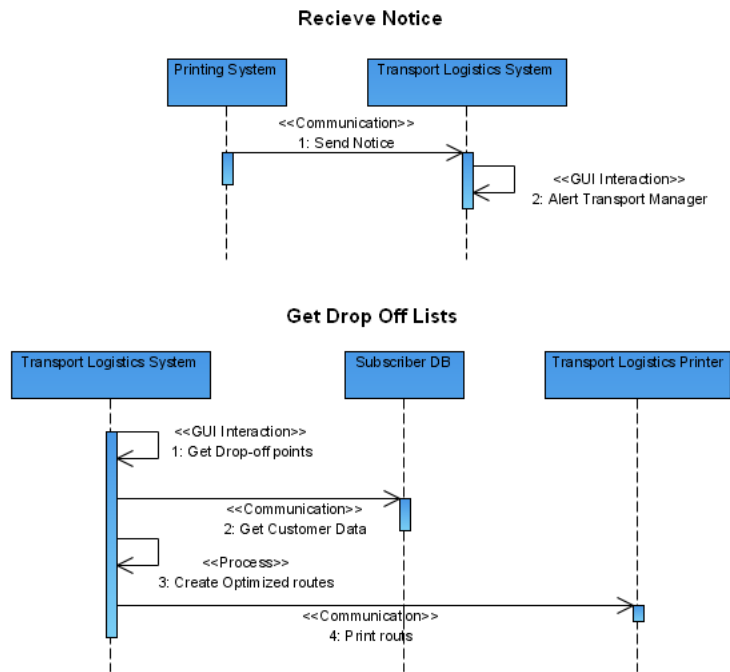 Recieve Notice
Printing System
Transport Logistics System
<<Communication>>
1: Send Notice
<<GUI Interaction>>
2: Alert Transport Manager
Get Drop Off Lists
Transport Logistics System
Subscriber DB
Transport Logistics Printer
<<GUI Interaction>>
1: Get Drop-off points
<<Communication>>
2: Get Customer Data
<<Process>>
3: Create Optimized routes
<<Communication>>
4: Print routs